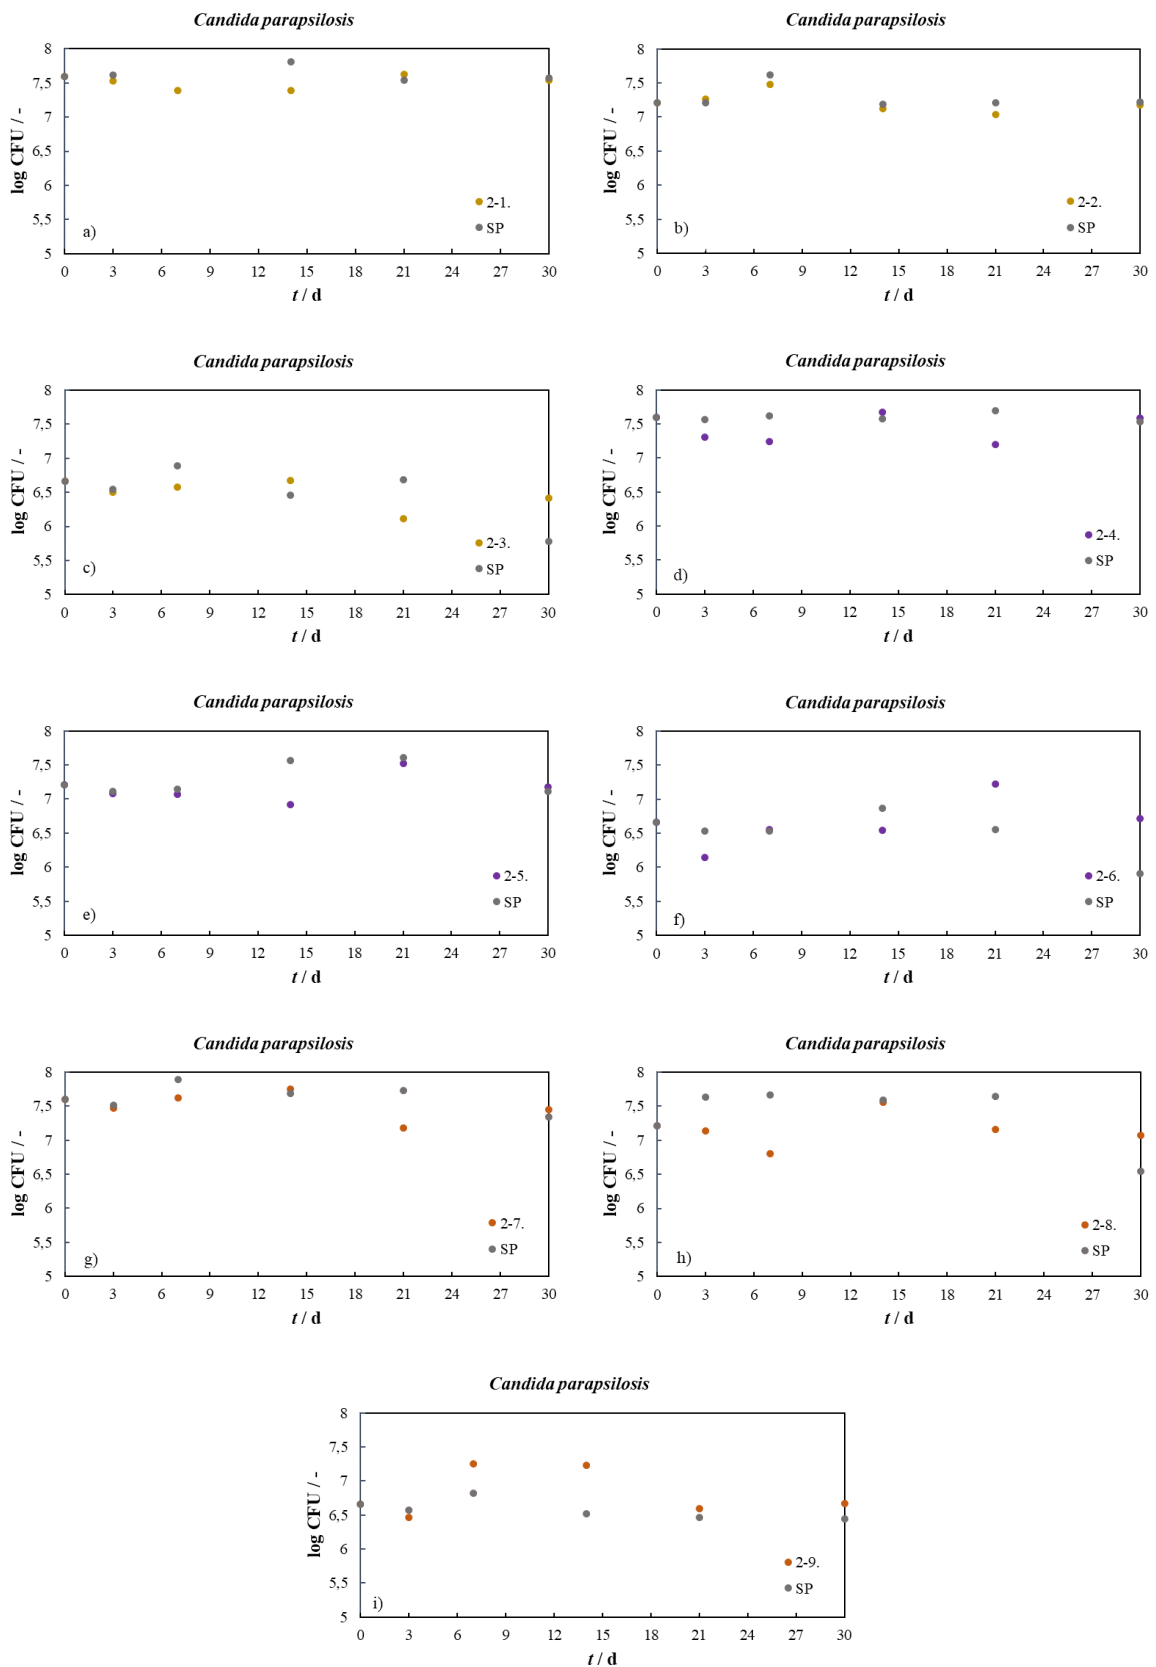 Candida parapsilosis
log CFU / -
8
7,5
7
6,5
6
5,5
5
a)
2-1.
SP
0 3 6 9 12 15 18 21 24 27 30
t / d
Candida parapsilosis
log CFU / -
8
7,5
7
6,5
6
5,5
5
b)
2-2.
SP
0 3 6 9 12 15 18 21 24 27 30
t / d
Candida parapsilosis
log CFU / -
8
7,5
7
6,5
6
5,5
5
c)
2-3.
SP
0 3 6 9 12 15 18 21 24 27 30
t / d
Candida parapsilosis
log CFU / -
8
7,5
7
6,5
6
5,5
5
d)
2-4.
SP
0 3 6 9 12 15 18 21 24 27 30
t / d
Candida parapsilosis
log CFU / -
8
7,5
7
6,5
6
5,5
5
e)
2-5.
SP
0 3 6 9 12 15 18 21 24 27 30
t / d
Candida parapsilosis
log CFU / -
8
7,5
7
6,5
6
5,5
5
f)
2-6.
SP
0 3 6 9 12 15 18 21 24 27 30
t / d
Candida parapsilosis
log CFU / -
8
7,5
7
6,5
6
5,5
5
g)
2-7.
SP
0 3 6 9 12 15 18 21 24 27 30
t / d
Candida parapsilosis
log CFU / -
8
7,5
7
6,5
6
5,5
5
h)
2-8.
SP
0 3 6 9 12 15 18 21 24 27 30
t / d
Candida parapsilosis
log CFU / -
8
7,5
7
6,5
6
5,5
5
i)
2-9.
SP
0 3 6 9 12 15 18 21 24 27 30
t / d